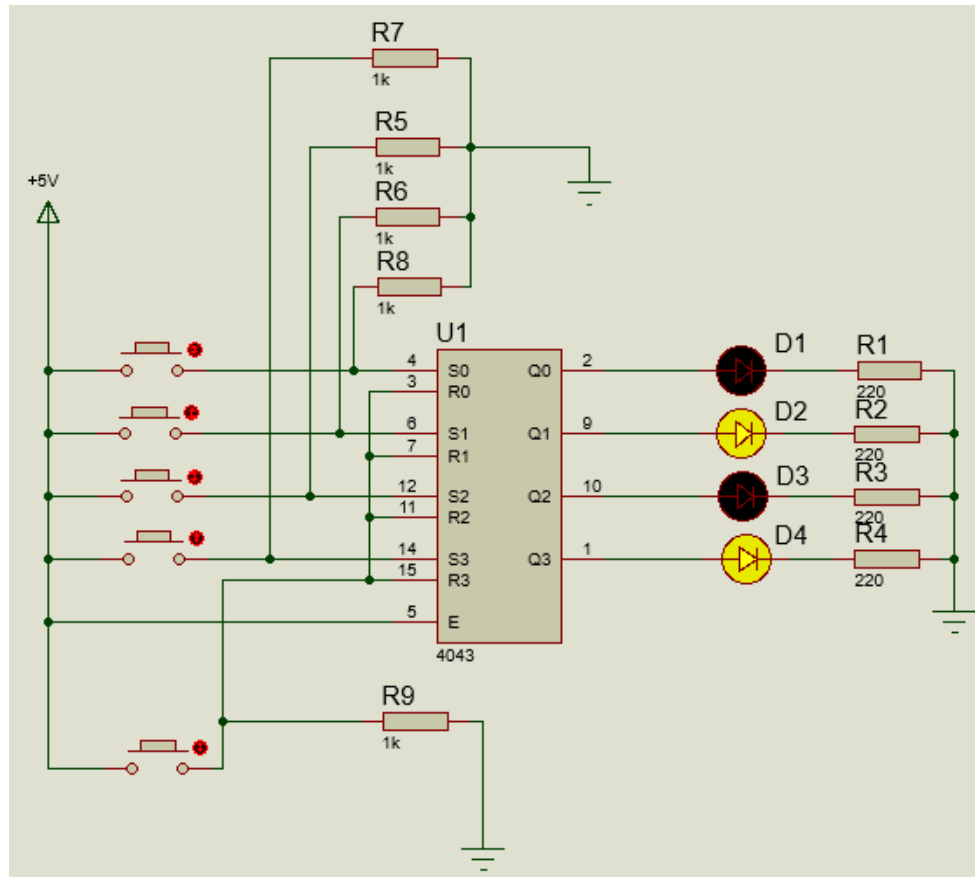 R7
1k
R5
1k
+5V
R6
1k
R8
1k
U1
4 S0 Q0 2
3 R0
6 S1 Q1 9
7 R1
12 S2 Q2 10
11 R2
14 S3 Q3 1
15 R3
5 E
4043
D1 R1
220
D2 R2
220
D3 R3
220
D4 R4
220
R9
1k